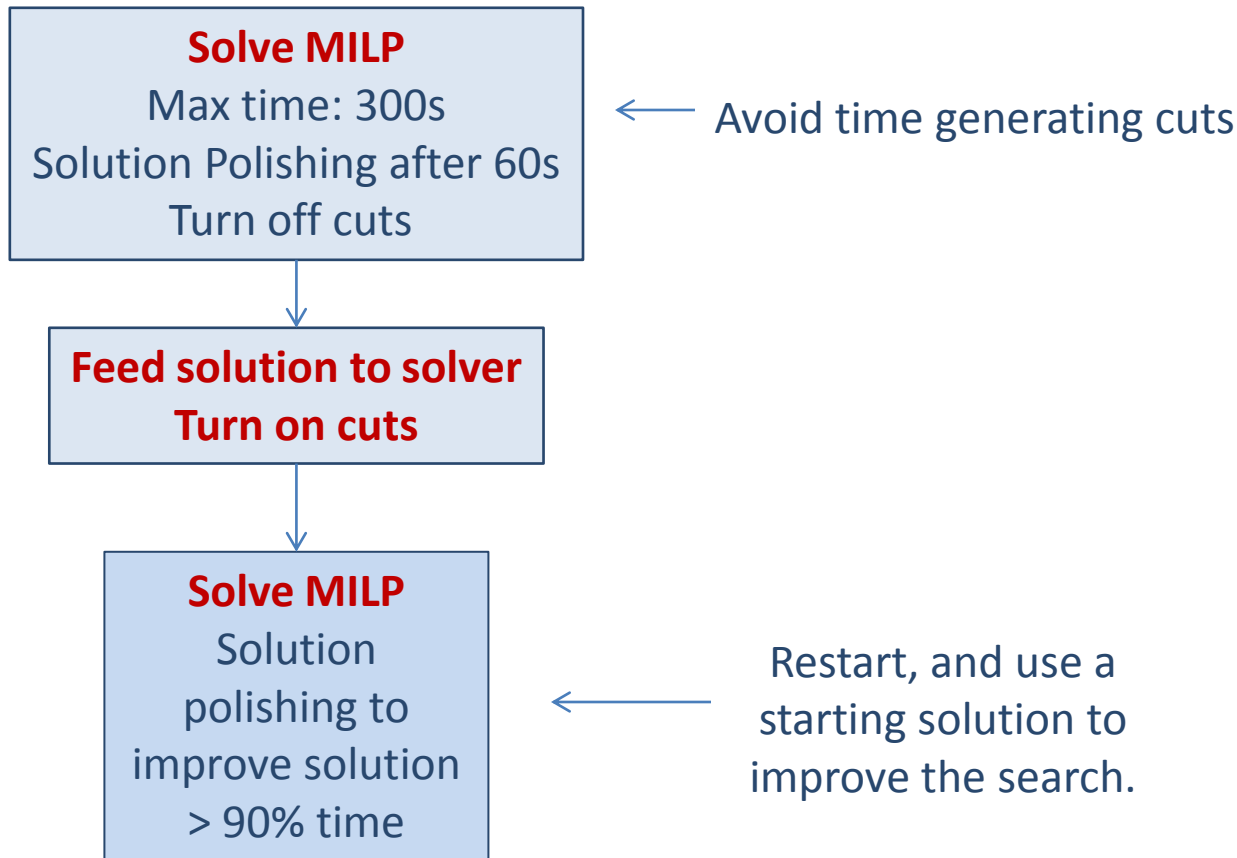 Solve MILP
Max time: 300s
Solution Polishing after 60s
Turn off cuts
Avoid time generating cuts
Feed solution to solver
Turn on cuts
Solve MILP
Solution
polishing to
improve solution
> 90% time
Restart, and use a
starting solution to
improve the search.